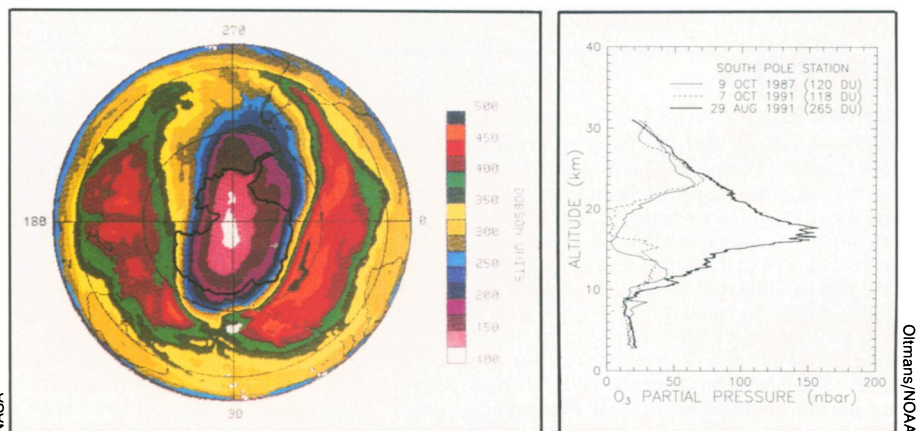 270
180
0
90
500
450
400
350
300
250
200
150
100
DOBSON UNITS
NASA
SOUTH POLE STATION
9 OCT 1987 (120 DU)
7 OCT 1991 (118 DU)
29 AUG 1991 (265 DU)
40
30
20
10
0
ALTITUDE (km)
0 50 100 150 200
O₃ PARTIAL PRESSURE (nbar)
Oltmans/NOAA